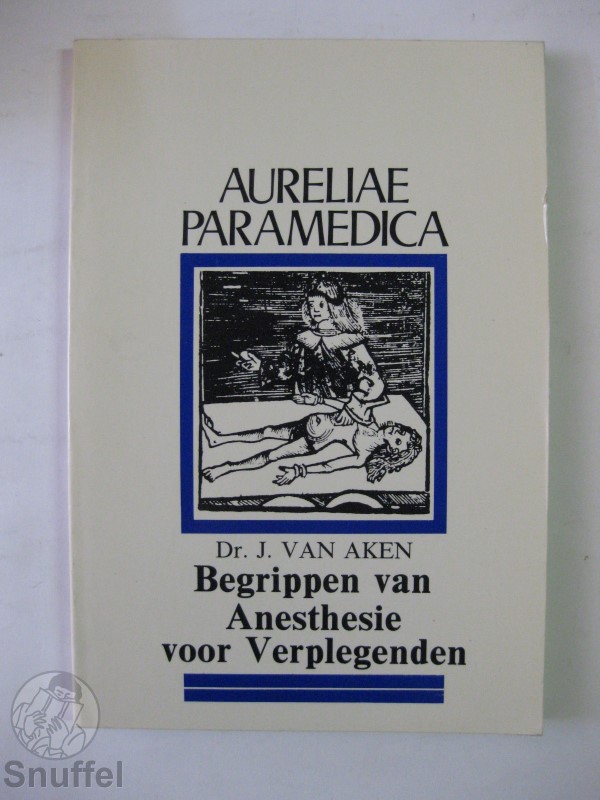 AURELIAE
PARAMEDICA
Dr. J. VAN AKEN
Begrippen van
Anesthesie
voor Verplegenden
Snuffel